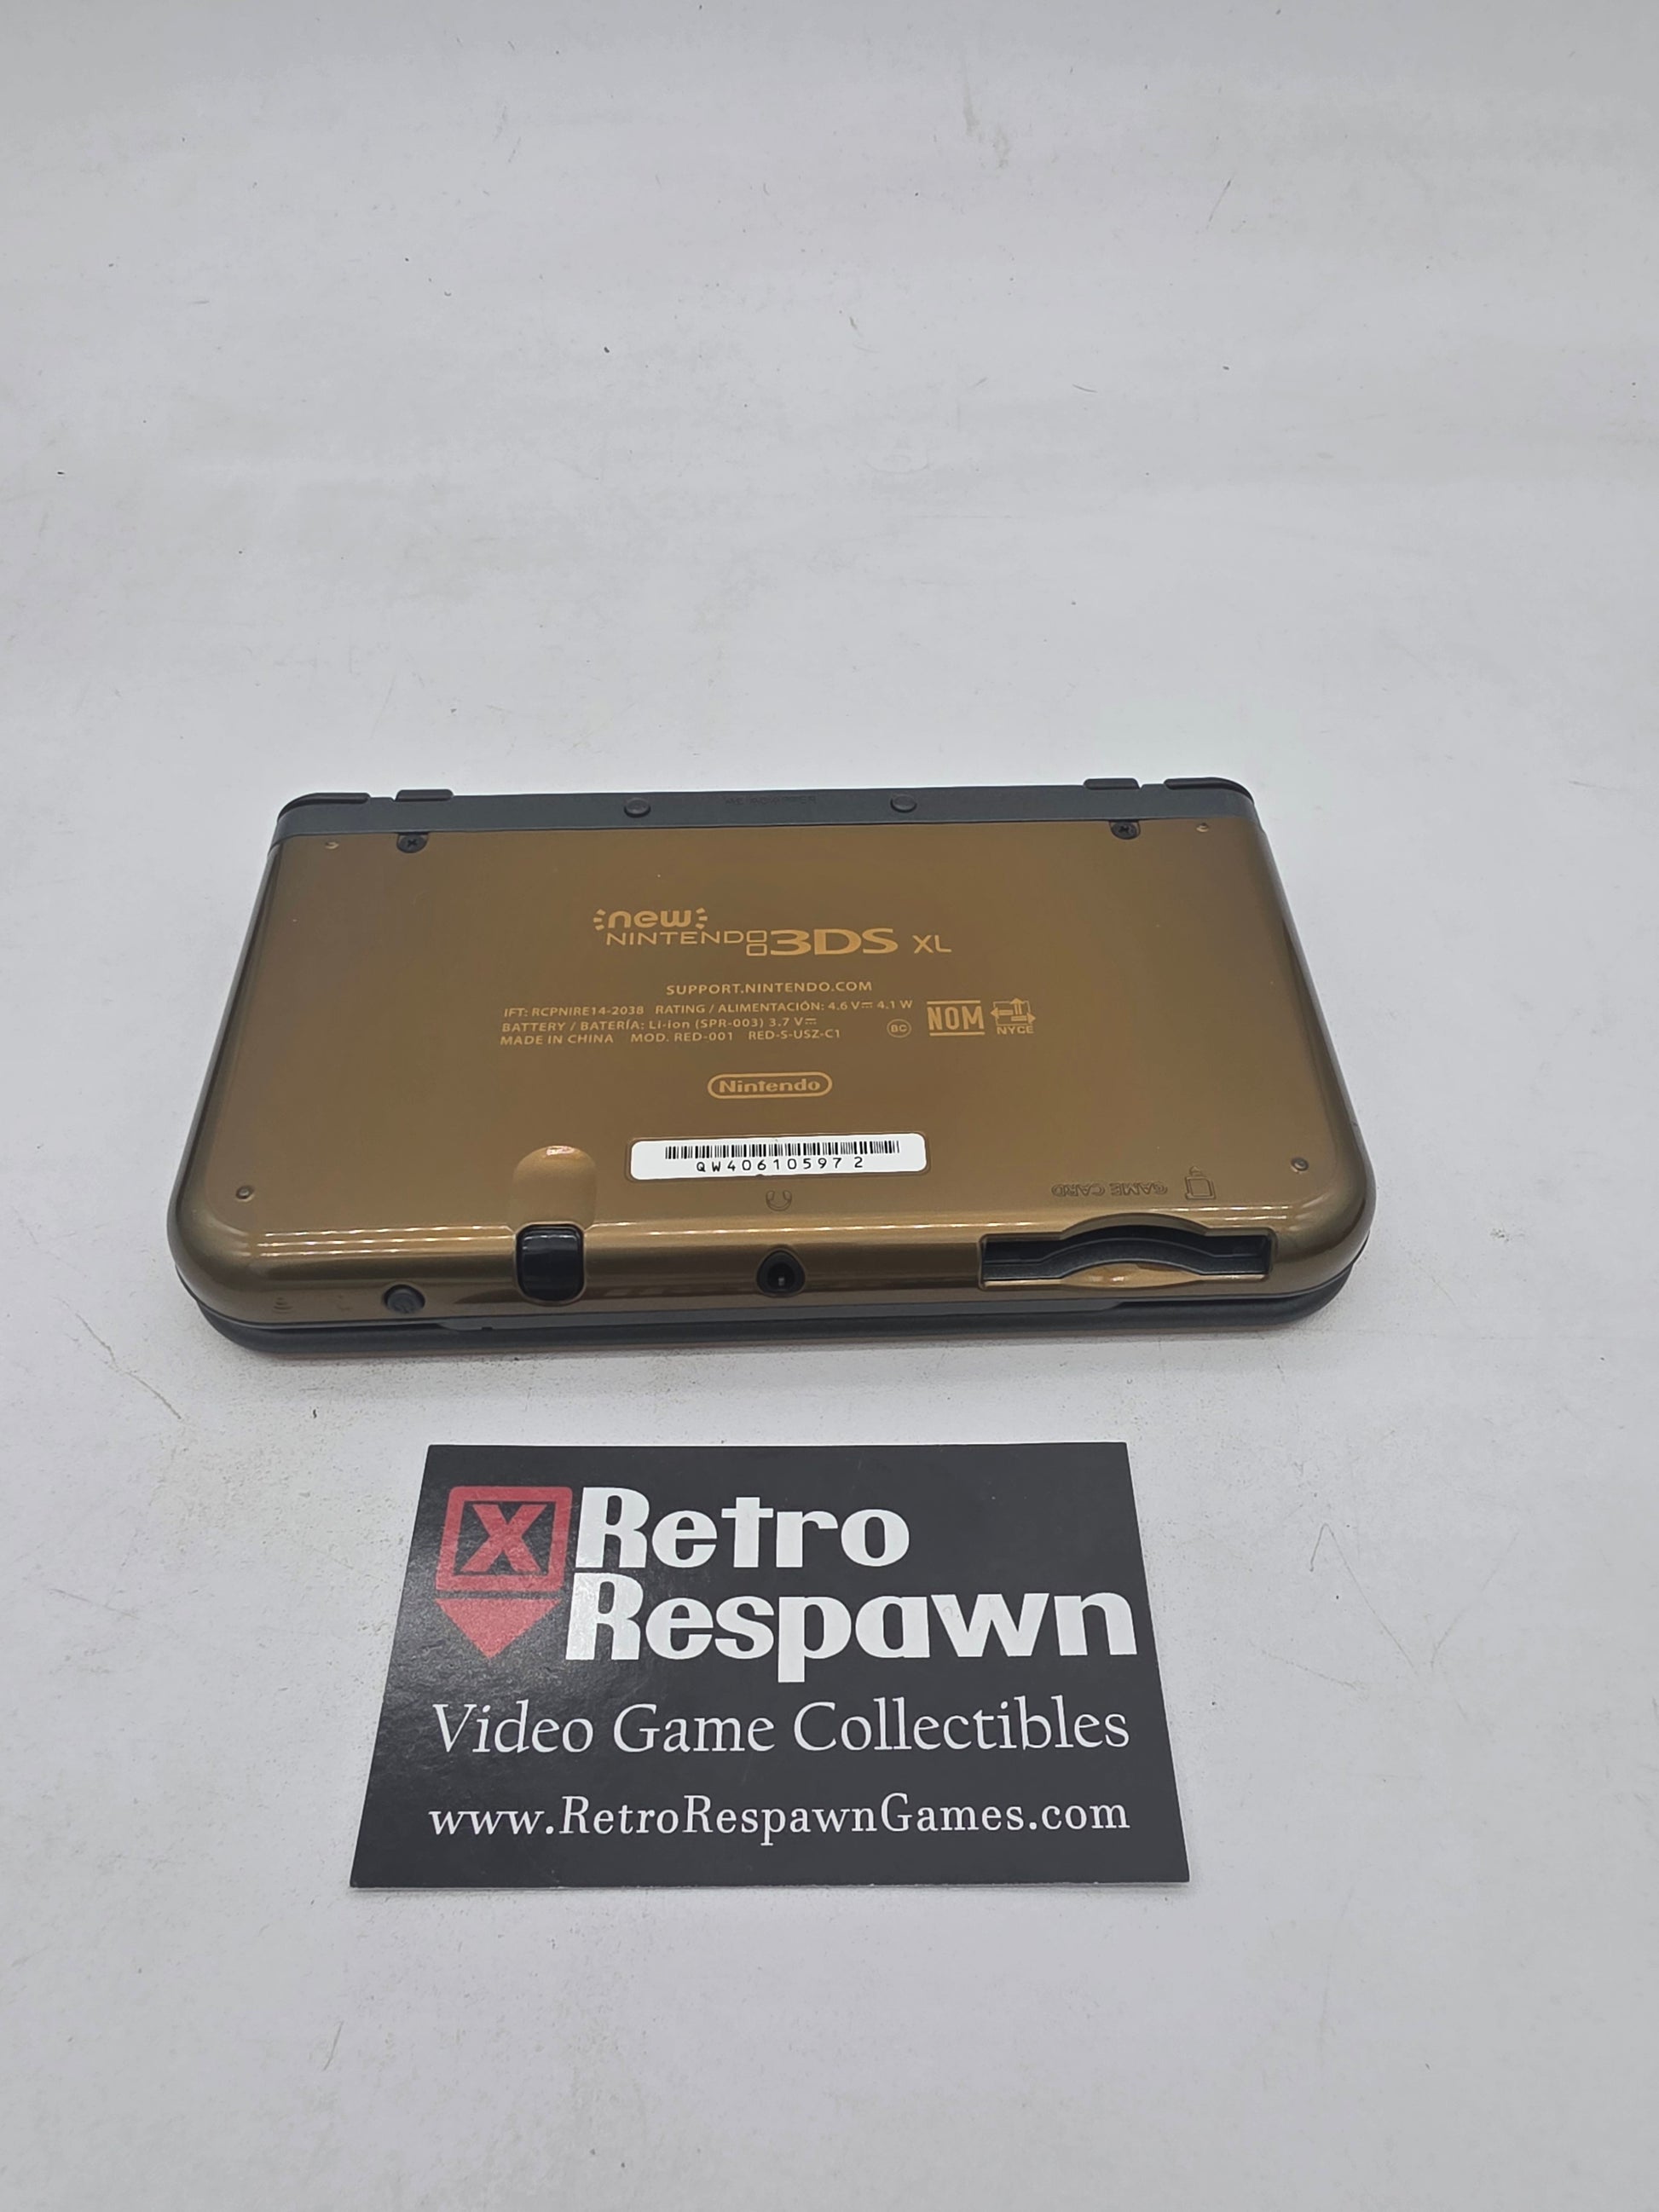 new
NINTENDO 3DS XL
SUPPORT.NINTENDO.COM
IFT: RCPNIRE14-2038 RATING / ALIMENTACIÓN: 4.6 V⎓ 4.1 W
BATTERY / BATERÍA: Li-ion (SPR-003) 3.7 V⎓
MADE IN CHINA MOD. RED-001 RED-S-USZ-C1
BC
NOM
NYCE
Nintendo
QW406105972
GAME CARD
X
Retro
Respawn
Video Game Collectibles
www.RetroRespawnGames.com